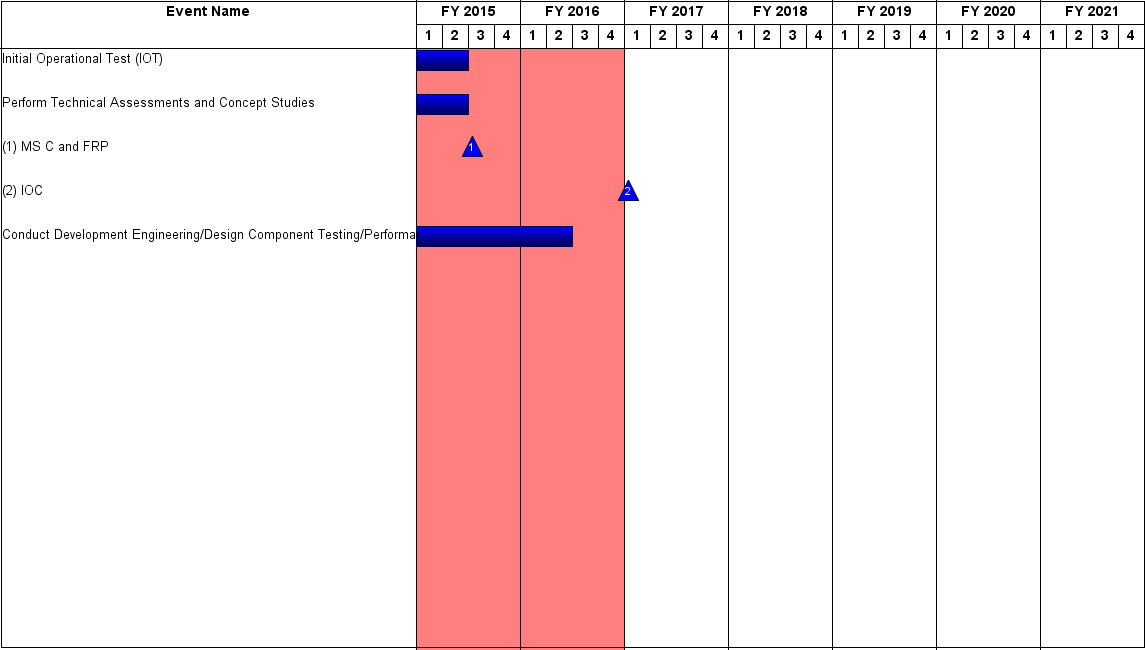 Event Name FY 2015 FY 2016 FY 2017 FY 2018 FY 2019 FY 2020 FY 2021
1 2 3 4 1 2 3 4 1 2 3 4 1 2 3 4 1 2 3 4 1 2 3 4 1 2 3 4
Initial Operational Test (IOT)
Perform Technical Assessments and Concept Studies
(1) MS C and FRP 1
(2) IOC 2
Conduct Development Engineering/Design Component Testing/Performa